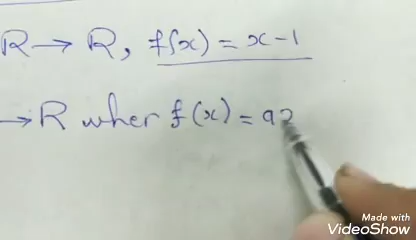 R → R, f(x) = x-1
→ R wher f(x) = a
Made with
VideoShow